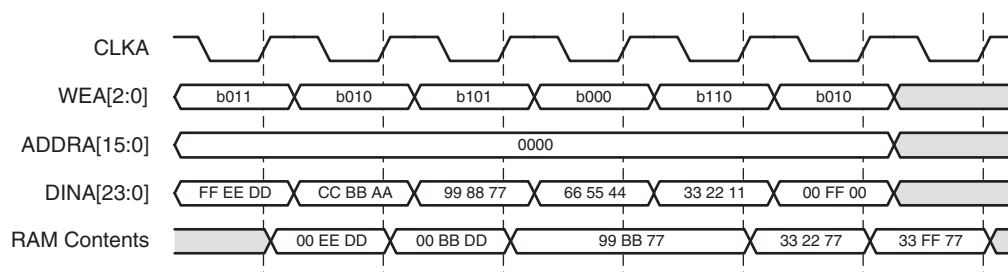 CLKA
WEA[2:0] b011 b010 b101 b000 b110 b010
ADDRA[15:0] 0000
DINA[23:0] FF EE DD CC BB AA 99 88 77 66 55 44 33 22 11 00 FF 00
RAM Contents 00 EE DD 00 BB DD 99 BB 77 33 22 77 33 FF 77